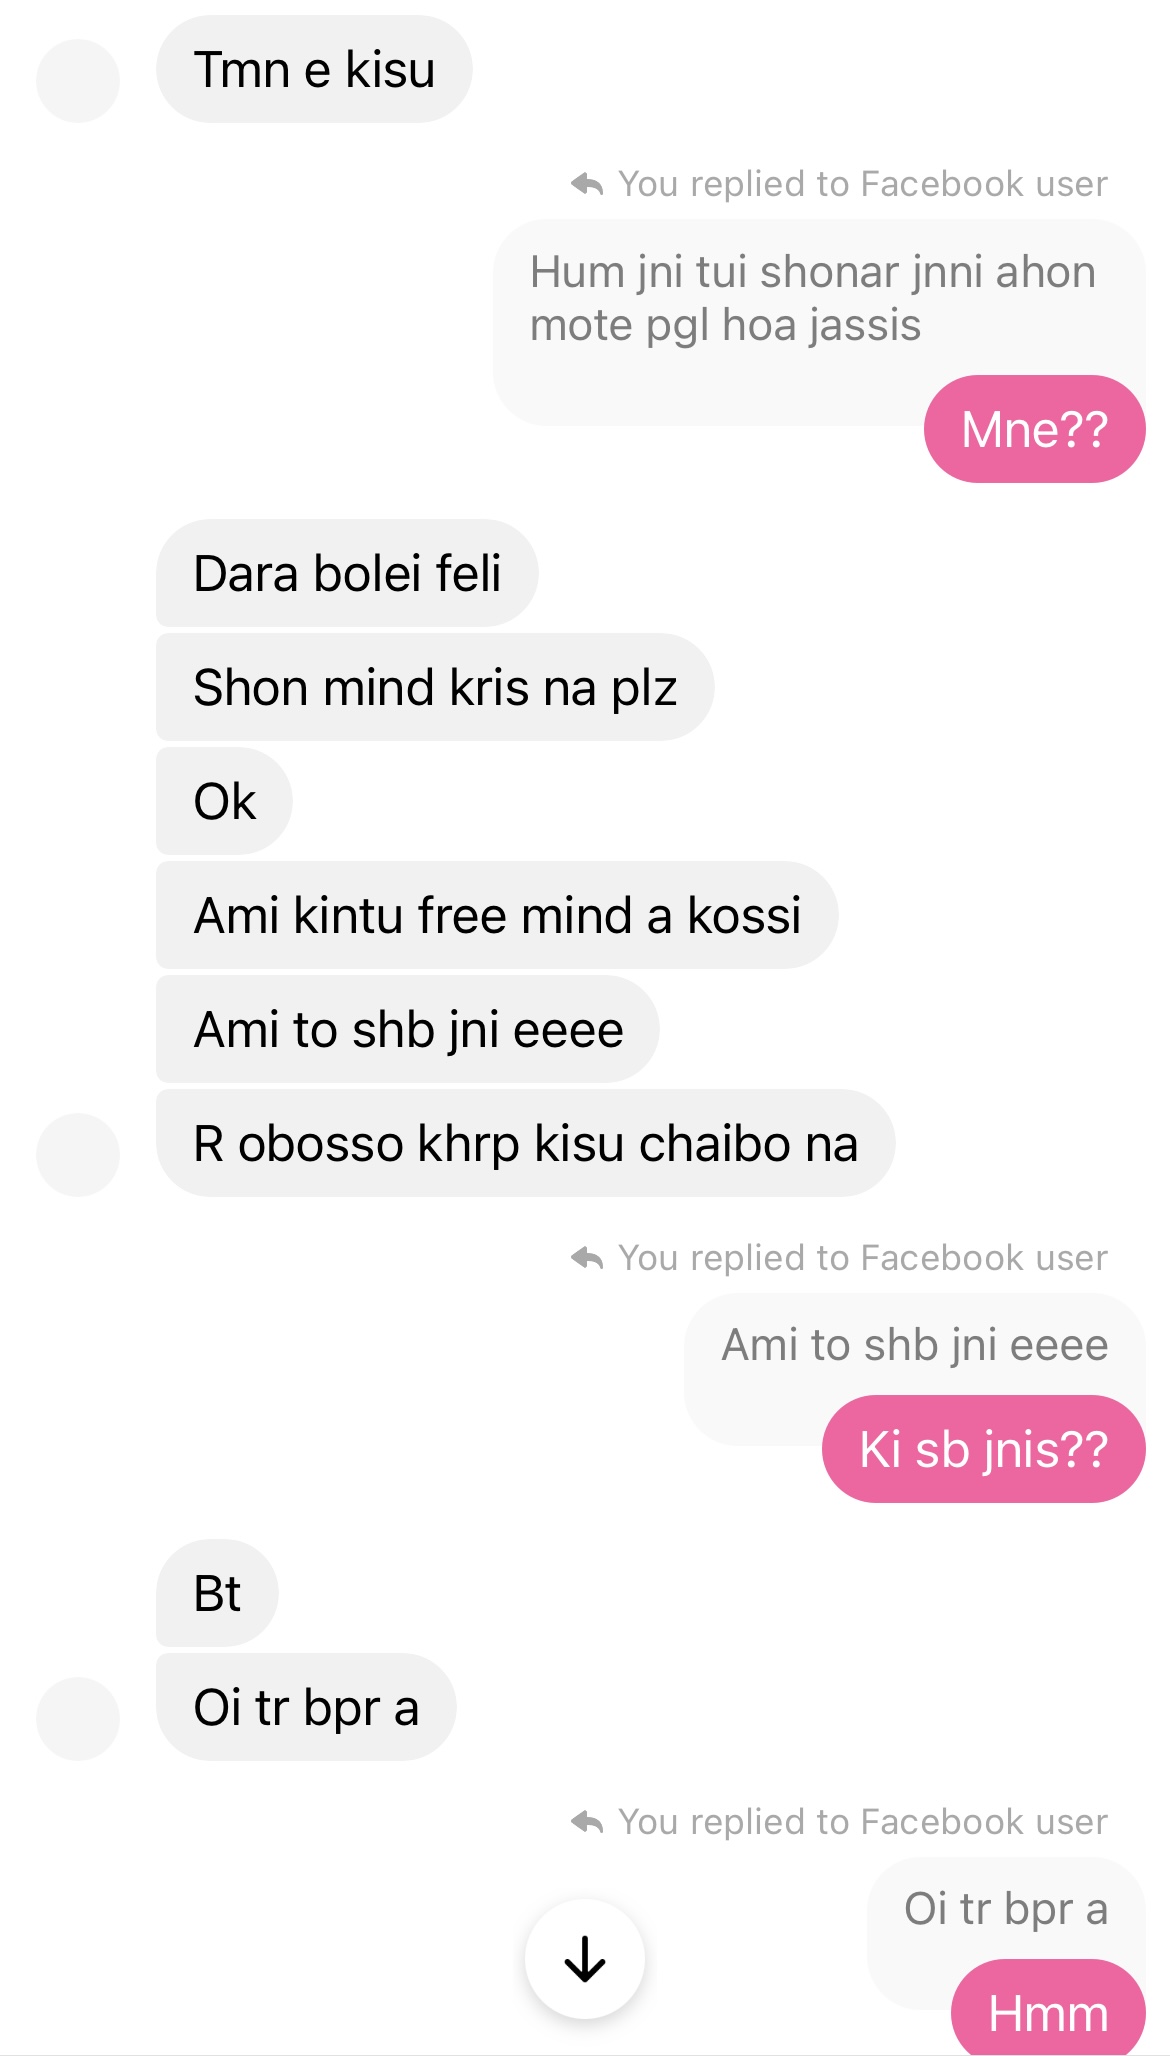 Tmn e kisu
You replied to Facebook user
Hum jni tui shonar jnni ahon
mote pgl hoa jassis
Mne??
Dara bolei feli
Shon mind kris na plz
Ok
Ami kintu free mind a kossi
Ami to shb jni eeee
R obosso khrp kisu chaibo na
You replied to Facebook user
Ami to shb jni eeee
Ki sb jnis??
Bt
Oi tr bpr a
You replied to Facebook user
Oi tr bpr a
Hmm